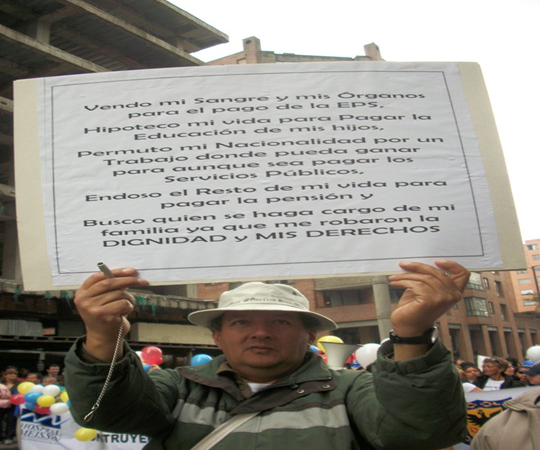 Vendo mi Sangre y mis Órganos
para el pago de la EPS,
Hipoteco mi vida para Pagar la
Educación de mis hijos,
Permuto mi Nacionalidad por un
Trabajo donde pueda ganar
para aunque sea pagar los
Servicios Públicos,
Endoso el Resto de mi vida para
pagar la pensión y
Busco quien se haga cargo de mi
familia ya que me robaron la
DIGNIDAD y MIS DERECHOS